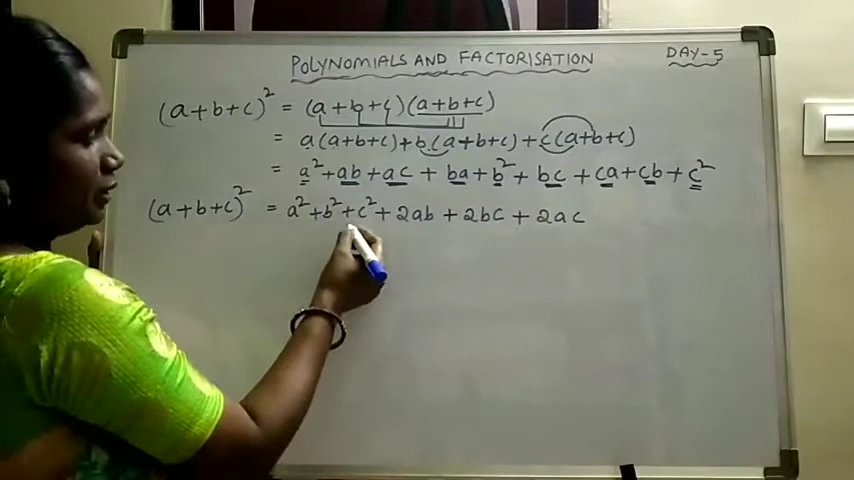 POLYNOMIALS AND FACTORISATION DAY-5
(a+b+c)² = (a+b+c)(a+b+c)
= a(a+b+c)+b(a+b+c)+c(a+b+c)
= a²+ab+ac+ba+b²+bc+ca+cb+c²
(a+b+c)² = a²+b²+c²+2ab+2bc+2ac